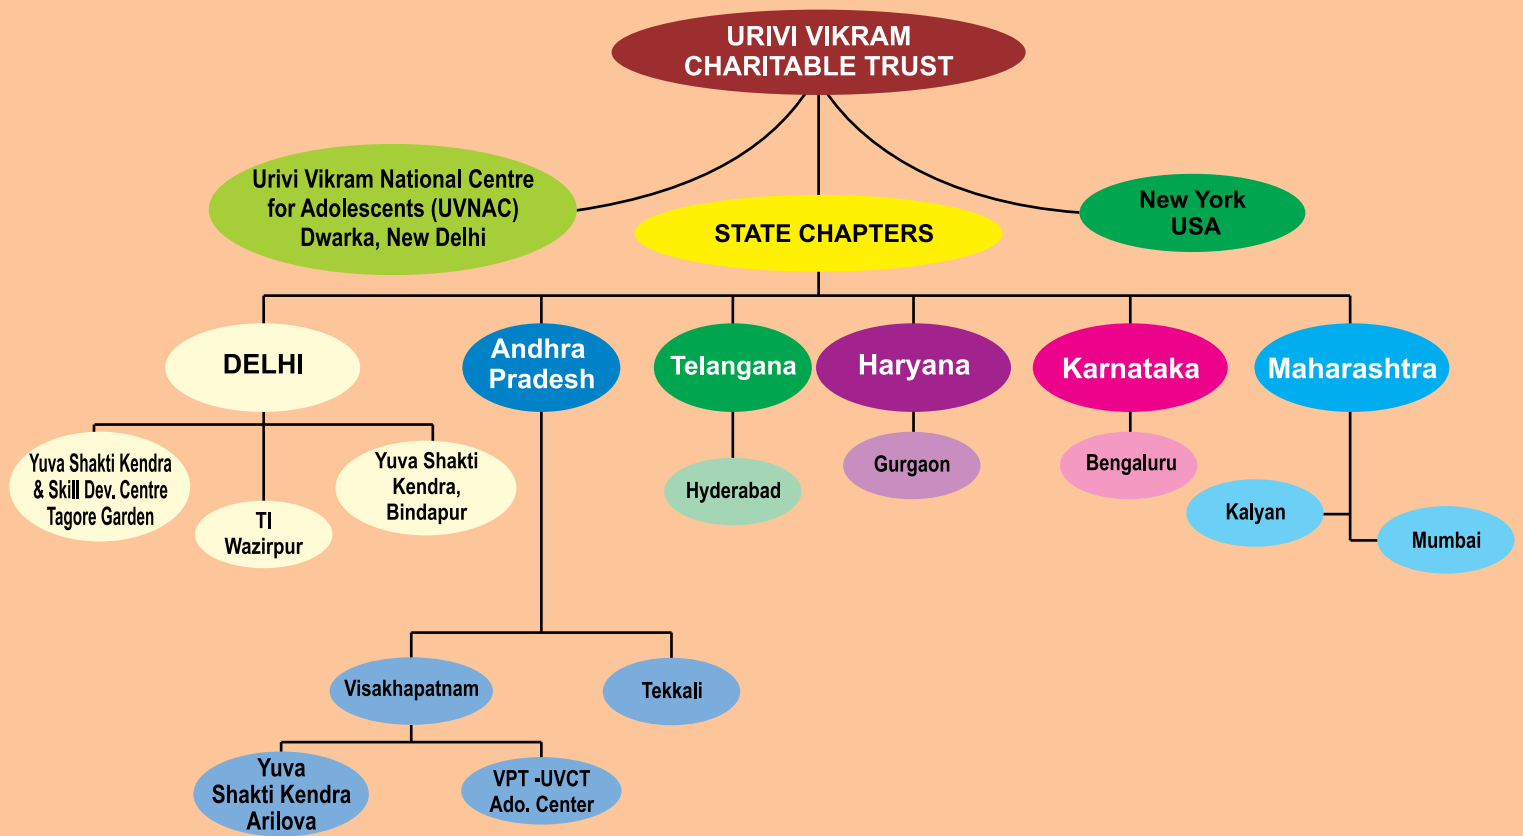 URIVI VIKRAM
CHARITABLE TRUST
Urivi Vikram National Centre
for Adolescents (UVNAC)
Dwarka, New Delhi
STATE CHAPTERS
New York
USA
DELHI
Andhra
Pradesh
Telangana
Haryana
Karnataka
Maharashtra
Yuva Shakti Kendra
& Skill Dev. Centre
Tagore Garden
TI
Wazirpur
Yuva Shakti
Kendra,
Bindapur
Hyderabad
Gurgaon
Bengaluru
Kalyan
Mumbai
Visakhapatnam
Tekkali
Yuva
Shakti Kendra
Arilova
VPT -UVCT
Ado. Center